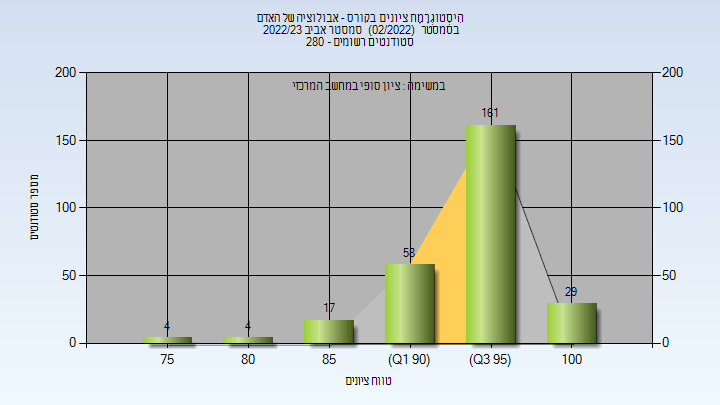 היסטוגרמת ציונים בקורס - אבולוציה של האדם
בסמסטר (02/2022) סמסטר אביב 2022/23
סטודנטים רשומים - 280
במשימה : ציון סופי במחשב המרכזי
מספר סטודנטים
200 200
150 150
100 100
50 50
0 0
4 4 17 58 161 29
75 80 85 (Q1 90) (Q3 95) 100
טווח ציונים